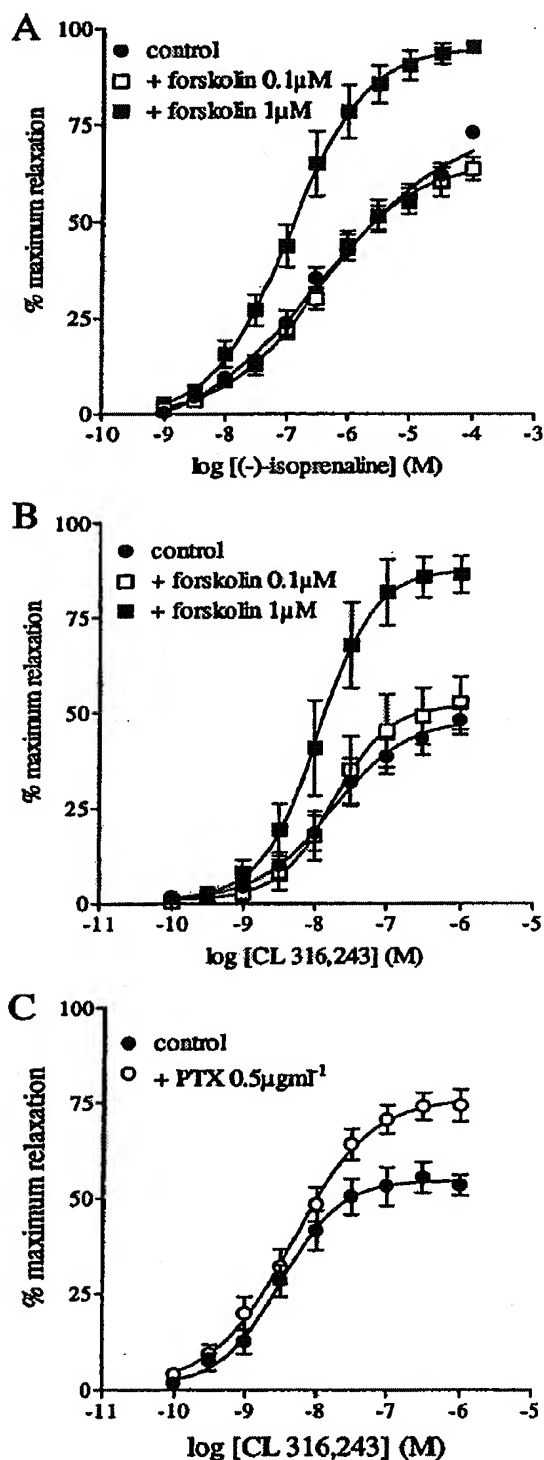 A
100
75
50
25
0
% maximum relaxation
control
+ forskolin 0.1µM
+ forskolin 1µM
-10 -9 -8 -7 -6 -5 -4 -3
log [(-)-isoprenaline] (M)
B
100
75
50
25
0
% maximum relaxation
control
+ forskolin 0.1µM
+ forskolin 1µM
-11 -10 -9 -8 -7 -6 -5
log [CL 316,243] (M)
C
100
75
50
25
0
% maximum relaxation
control
+ PTX 0.5µgml⁻¹
-11 -10 -9 -8 -7 -6 -5
log [CL 316,243] (M)